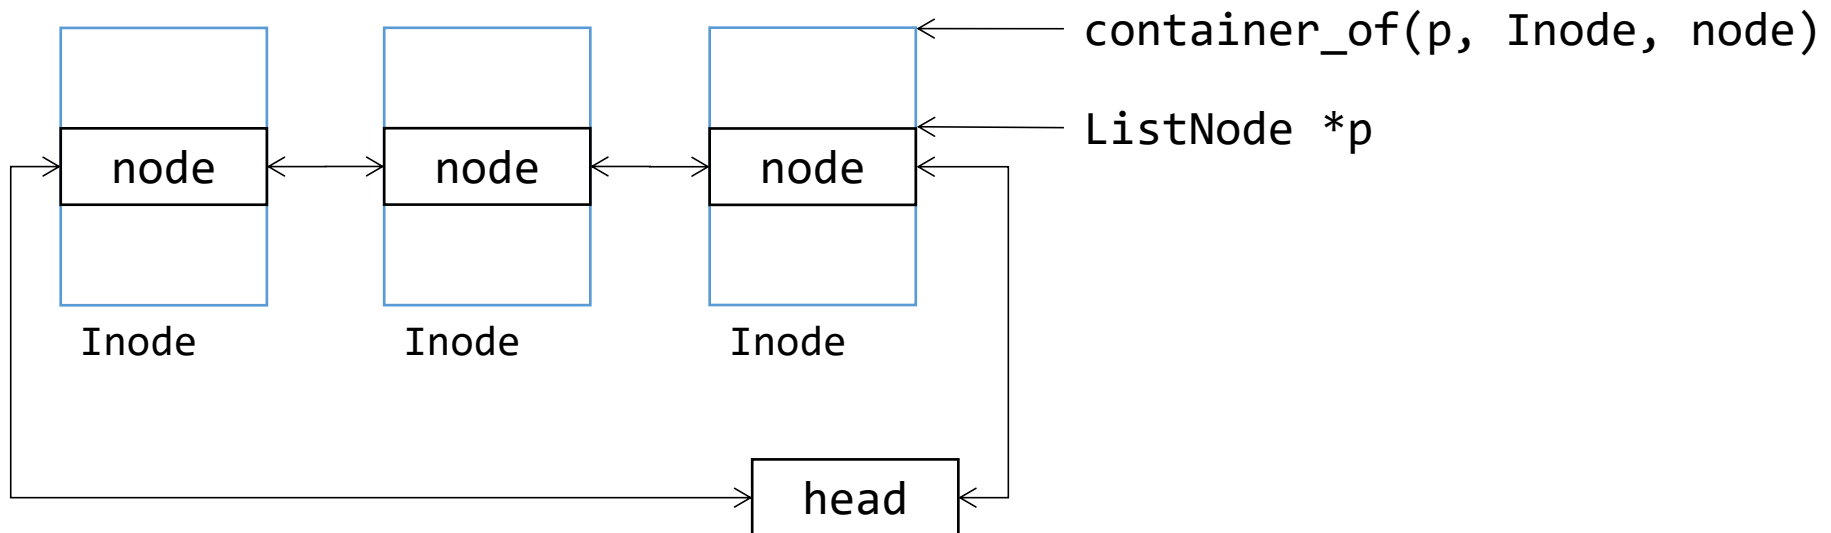 container_of(p, Inode, node)
ListNode *p
node node node
Inode Inode Inode
head